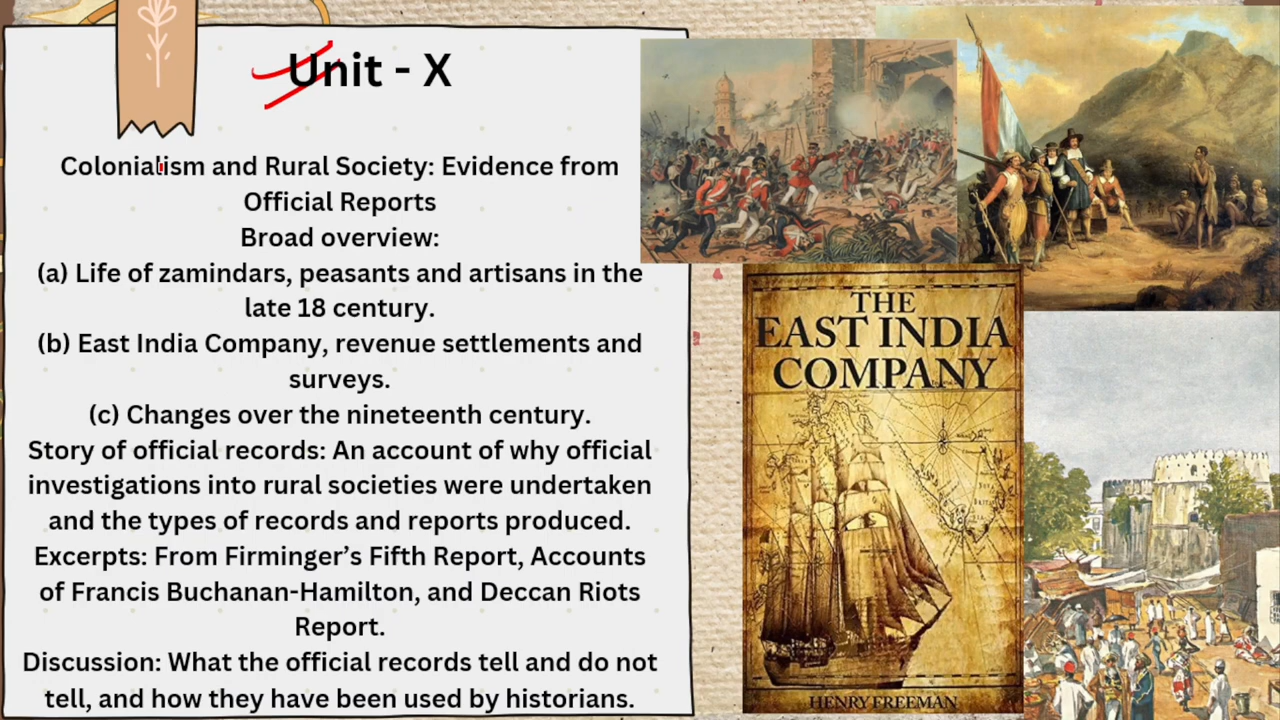 Unit - X
Colonialism and Rural Society: Evidence from
Official Reports
Broad overview:
(a) Life of zamindars, peasants and artisans in the
late 18 century.
(b) East India Company, revenue settlements and
surveys.
(c) Changes over the nineteenth century.
Story of official records: An account of why official
investigations into rural societies were undertaken
and the types of records and reports produced.
Excerpts: From Firminger’s Fifth Report, Accounts
of Francis Buchanan-Hamilton, and Deccan Riots
Report.
Discussion: What the official records tell and do not
tell, and how they have been used by historians.
THE
EAST INDIA
COMPANY
HENRY FREEMAN